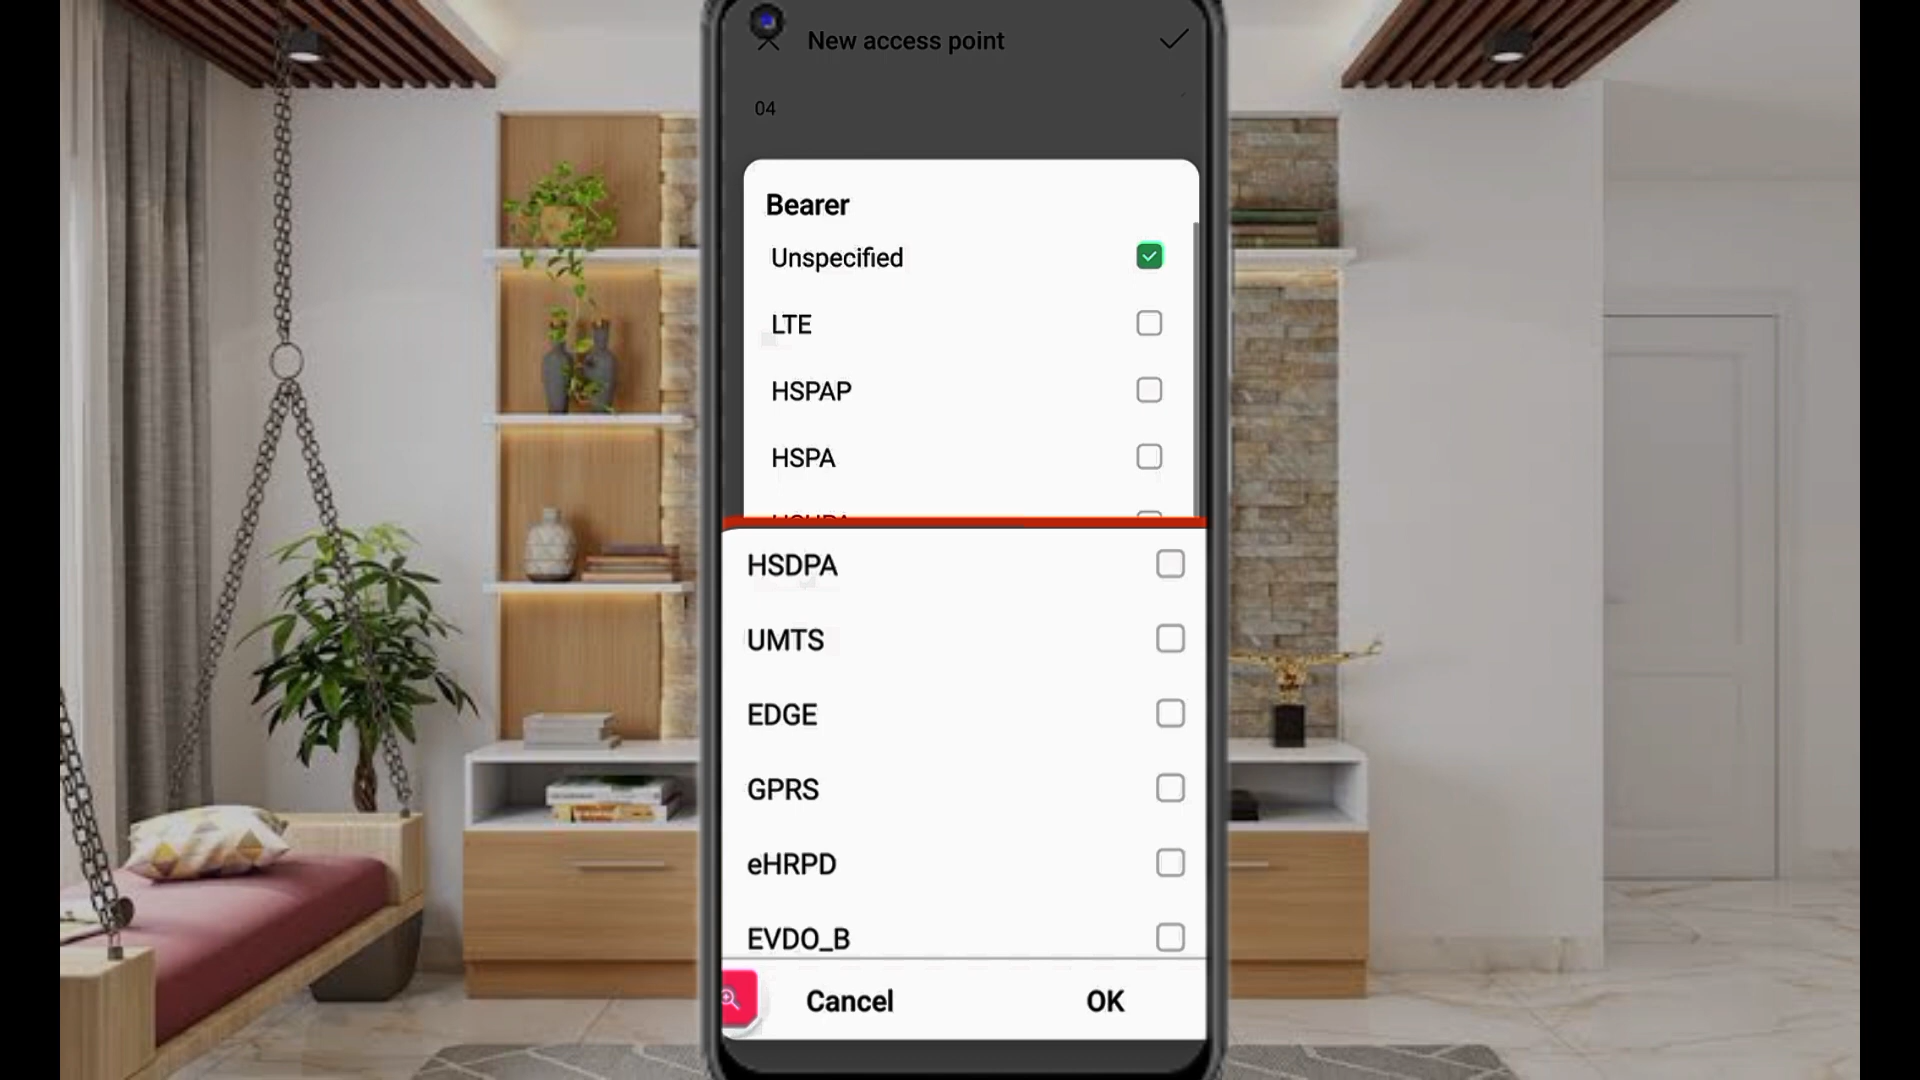 New access point
04
Bearer
Unspecified
LTE
HSPAP
HSPA
HSDPA
UMTS
EDGE
GPRS
eHRPD
EVDO_B
Cancel
OK